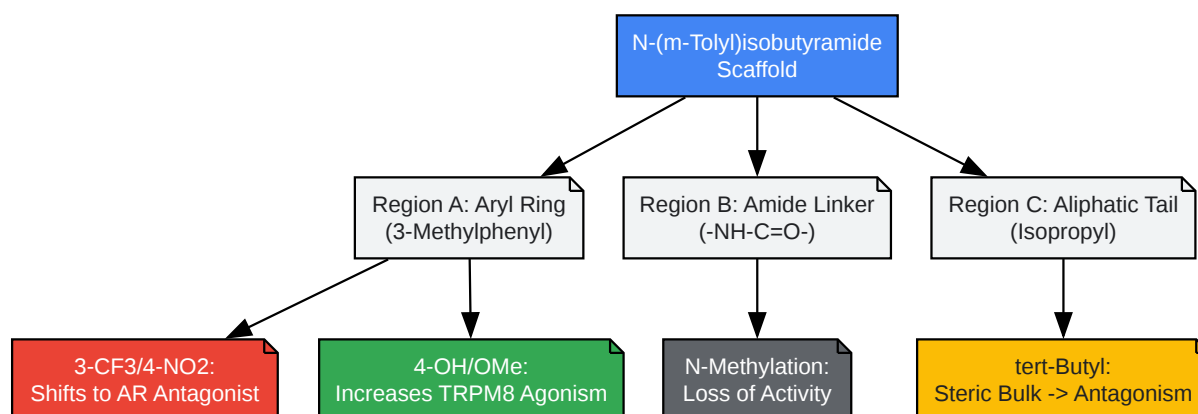 N-(m-Tolyl)isobutyramide
Scaffold
Region A: Aryl Ring
(3-Methylphenyl)
Region B: Amide Linker
(-NH-C=O-)
Region C: Aliphatic Tail
(Isopropyl)
3-CF3/4-NO2:
Shifts to AR Antagonist
4-OH/OMe:
Increases TRPM8 Agonism
N-Methylation:
Loss of Activity
tert-Butyl:
Steric Bulk -> Antagonism